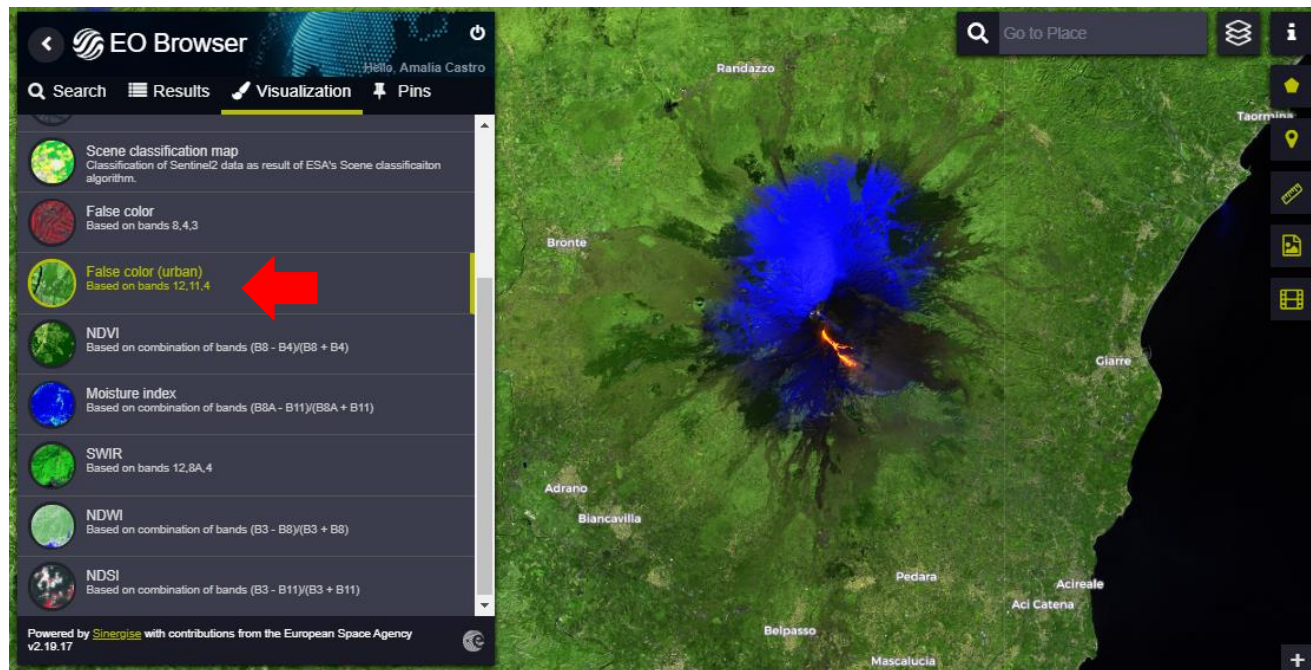 EO Browser
Hello, Amalia Castro
Search
Results
Visualization
Pins
Scene classification map
Classification of Sentinel2 data as result of ESA's Scene classificaiton
algorithm.
False color
Based on bands 8,4,3
False color (urban)
Based on bands 12,11,4
NDVI
Based on combination of bands (B8 - B4)/(B8 + B4)
Moisture index
Based on combination of bands (B8A - B11)/(B8A + B11)
SWIR
Based on bands 12,8A,4
NDWI
Based on combination of bands (B3 - B8)/(B3 + B8)
NDSI
Based on combination of bands (B3 - B11)/(B3 + B11)
Powered by Sinergise with contributions from the European Space Agency
v2.19.17
Go to Place
Randazzo
Taormina
Bronte
Giarre
Adrano
Biancavilla
Pedara
Acireale
Aci Catena
Belpasso
Mascalucia